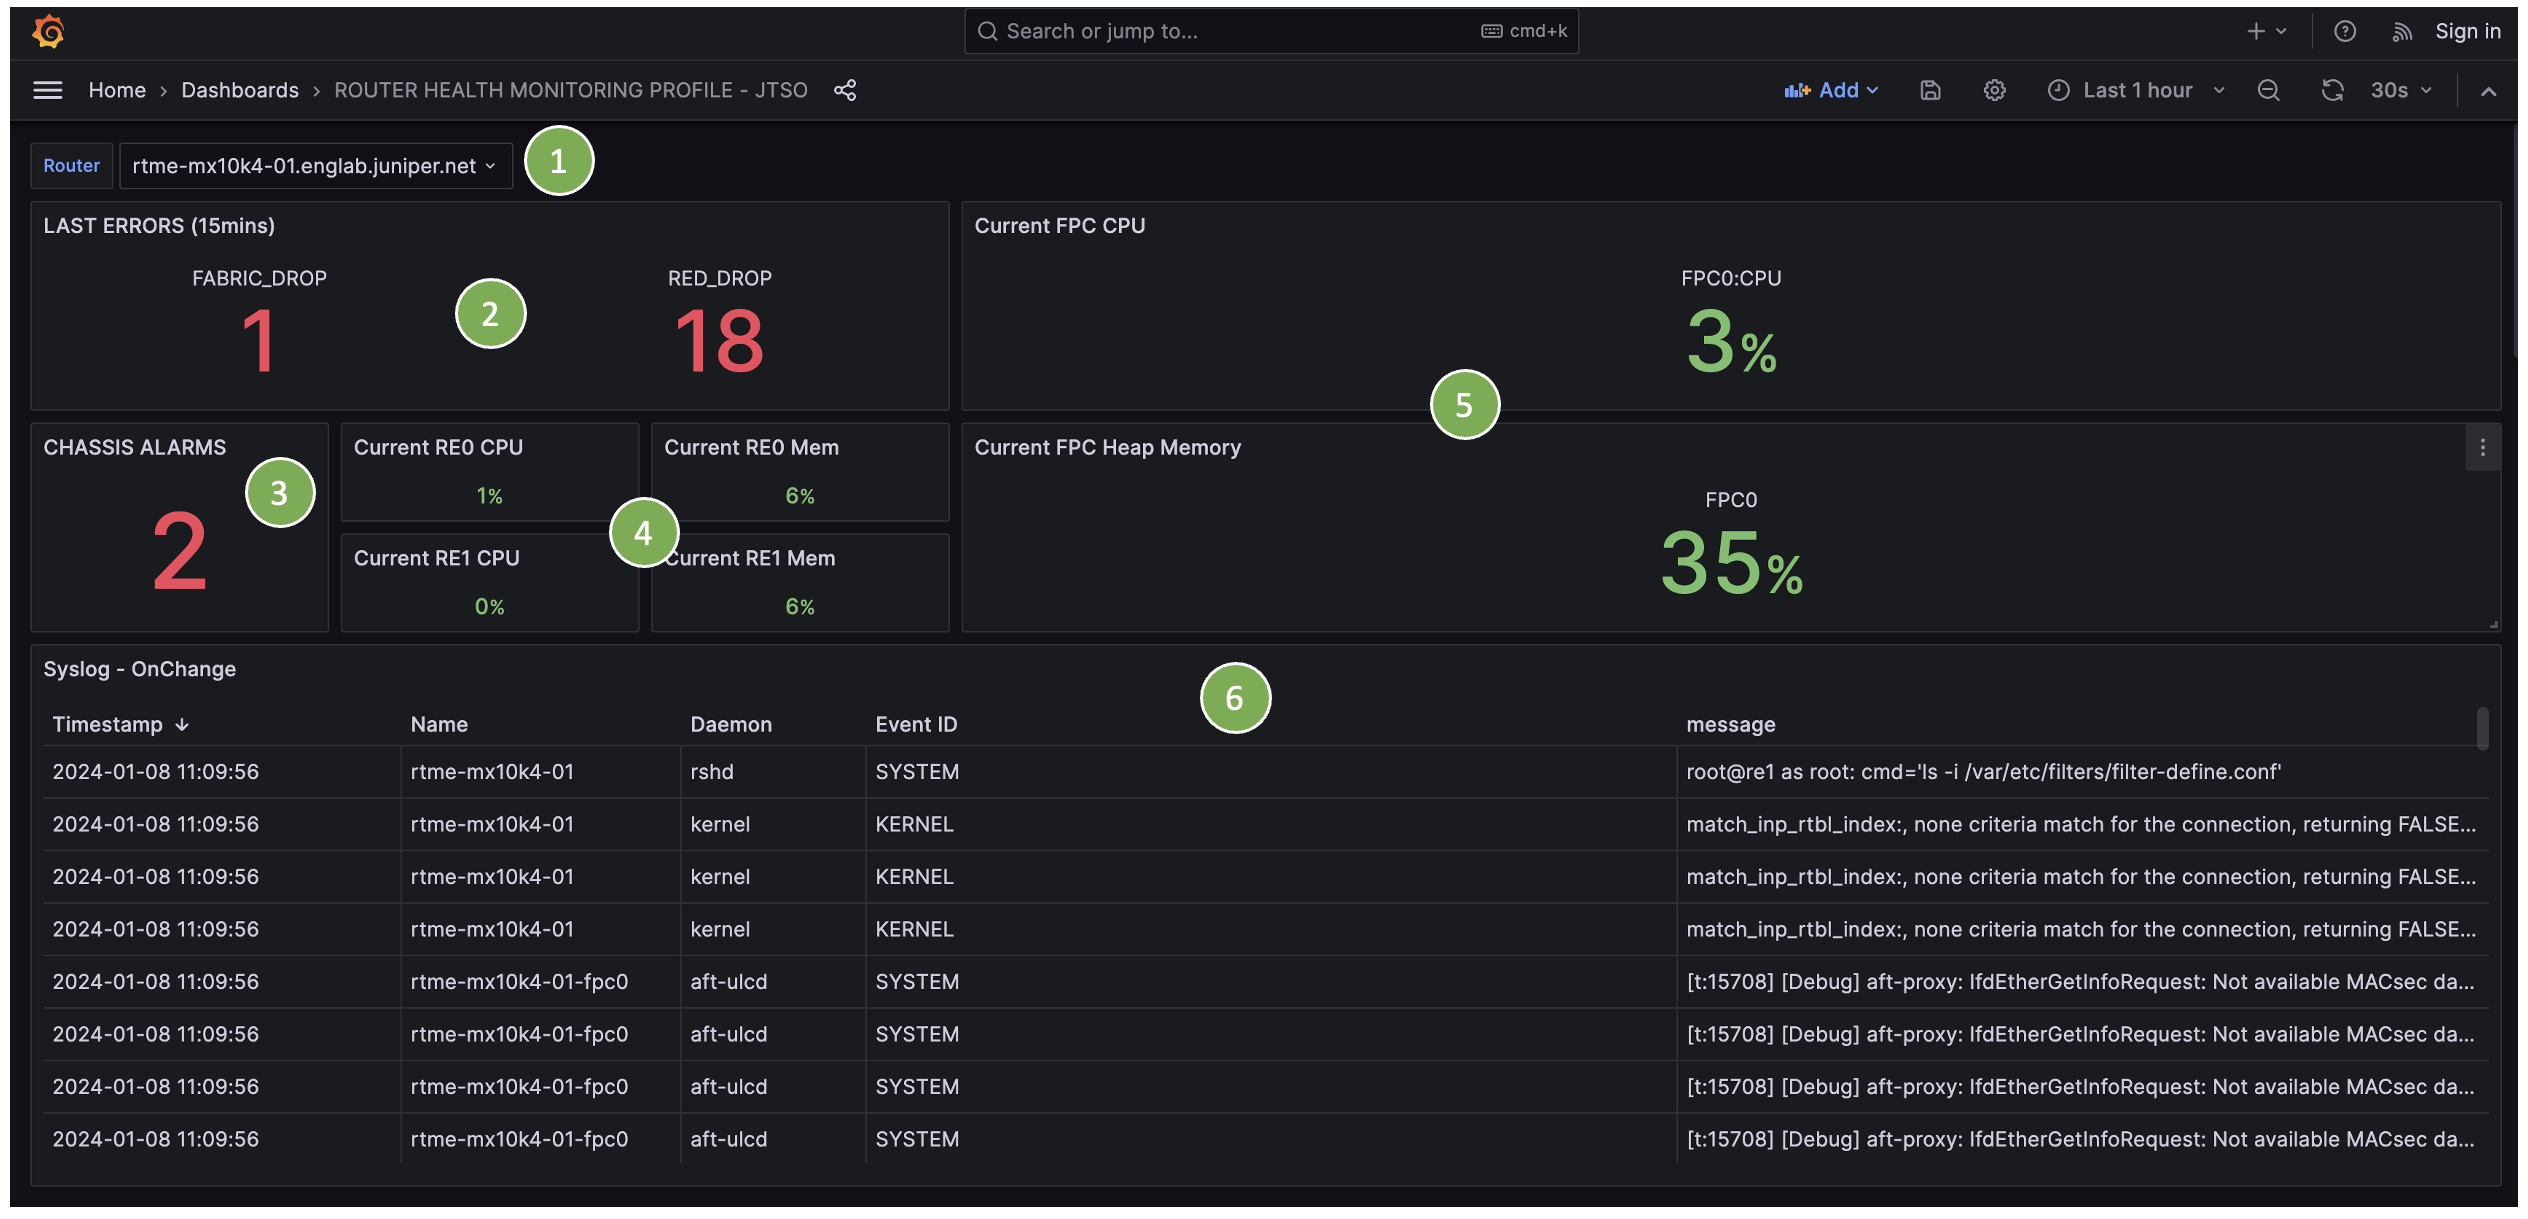 Search or jump to... cmd+k Sign in
Home > Dashboards > ROUTER HEALTH MONITORING PROFILE - JTSO Add Last 1 hour 30s
Router rtme-mx10k4-01.englab.juniper.net 1
LAST ERRORS (15mins)
FABRIC_DROP
1
2
RED_DROP
18
Current FPC CPU
FPC0:CPU
3%
5
CHASSIS ALARMS
3
2
Current RE0 CPU
1%
Current RE0 Mem
6%
4
Current RE1 CPU
0%
Current RE1 Mem
6%
Current FPC Heap Memory
FPC0
35%
Syslog - OnChange
6
Timestamp ↓ Name Daemon Event ID message
2024-01-08 11:09:56 rtme-mx10k4-01 rshd SYSTEM root@re1 as root: cmd='ls -i /var/etc/filters/filter-define.conf'
2024-01-08 11:09:56 rtme-mx10k4-01 kernel KERNEL match_inp_rtbl_index:, none criteria match for the connection, returning FALSE...
2024-01-08 11:09:56 rtme-mx10k4-01 kernel KERNEL match_inp_rtbl_index:, none criteria match for the connection, returning FALSE...
2024-01-08 11:09:56 rtme-mx10k4-01 kernel KERNEL match_inp_rtbl_index:, none criteria match for the connection, returning FALSE...
2024-01-08 11:09:56 rtme-mx10k4-01-fpc0 aft-ulcd SYSTEM [t:15708] [Debug] aft-proxy: IfdEtherGetInfoRequest: Not available MACsec da...
2024-01-08 11:09:56 rtme-mx10k4-01-fpc0 aft-ulcd SYSTEM [t:15708] [Debug] aft-proxy: IfdEtherGetInfoRequest: Not available MACsec da...
2024-01-08 11:09:56 rtme-mx10k4-01-fpc0 aft-ulcd SYSTEM [t:15708] [Debug] aft-proxy: IfdEtherGetInfoRequest: Not available MACsec da...
2024-01-08 11:09:56 rtme-mx10k4-01-fpc0 aft-ulcd SYSTEM [t:15708] [Debug] aft-proxy: IfdEtherGetInfoRequest: Not available MACsec da...